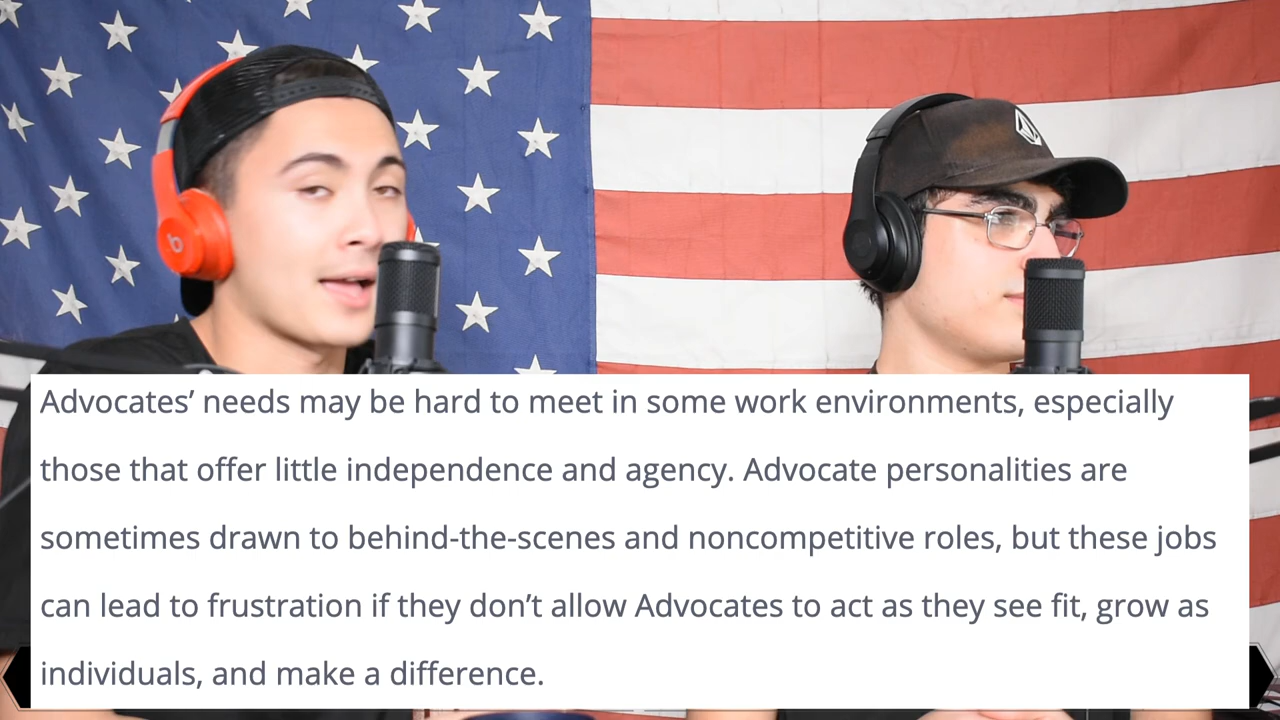 Advocates’ needs may be hard to meet in some work environments, especially
those that offer little independence and agency. Advocate personalities are
sometimes drawn to behind-the-scenes and noncompetitive roles, but these jobs
can lead to frustration if they don’t allow Advocates to act as they see fit, grow as
individuals, and make a difference.